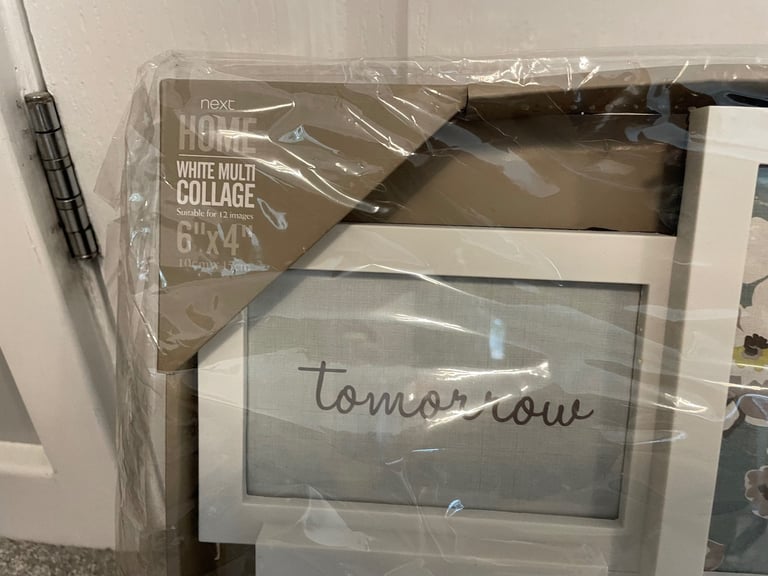 next
HOME
WHITE MULTI
COLLAGE
Suitable for 12 images
6"x4"
tomorrow